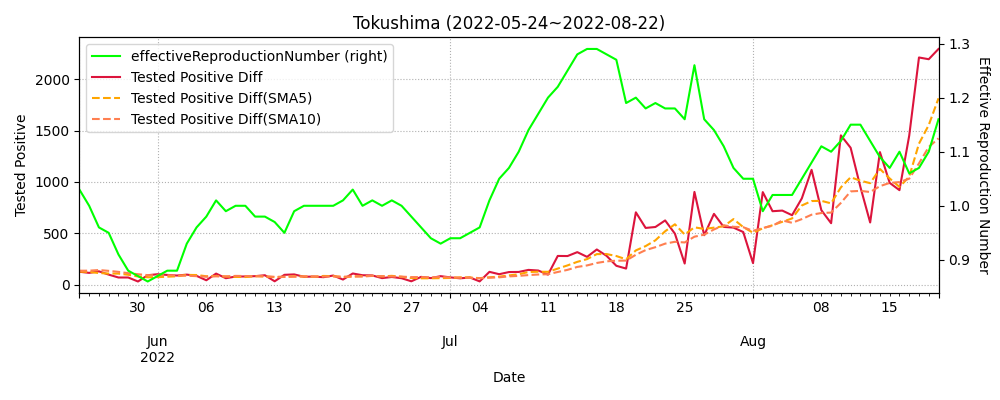 Tokushima (2022-05-24~2022-08-22)
effectiveReproductionNumber (right)
Tested Positive Diff
Tested Positive Diff(SMA5)
Tested Positive Diff(SMA10)
Tested Positive
2000
1500
1000
500
0
1.3
1.2
1.1
1.0
0.9
Effective Reproduction Number
30 06 13 20 27 04 11 18 25 08 15
Jun Jul Aug
2022
Date